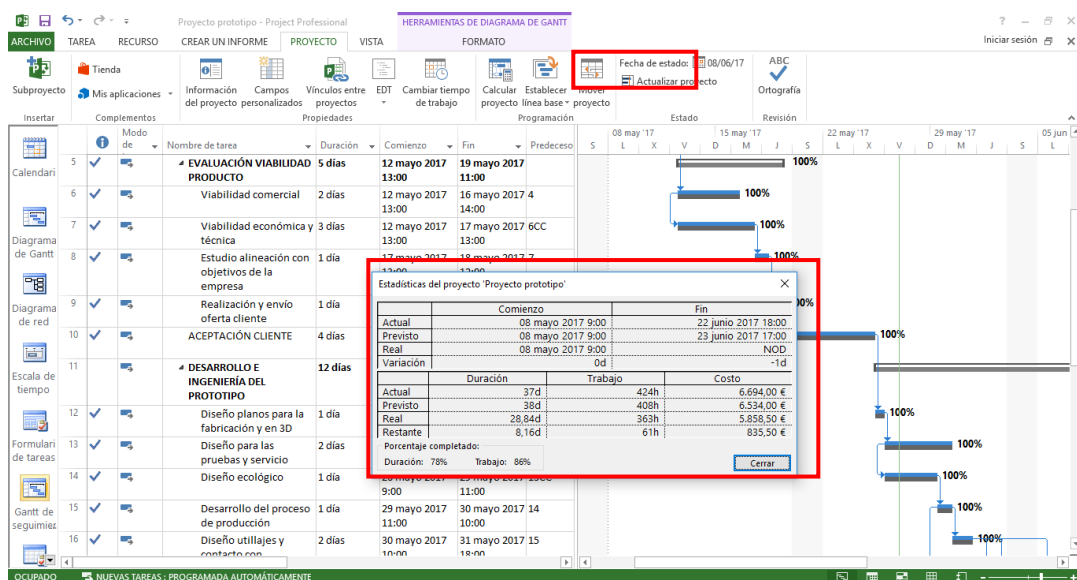 Proyecto prototipo - Project Professional
HERRAMIENTAS DE DIAGRAMA DE GANTT
?
ARCHIVO TAREA RECURSO CREAR UN INFORME PROYECTO VISTA FORMATO
Iniciar sesión
Subproyecto
Tienda
Mis aplicaciones
Información del proyecto
Campos personalizados
Vínculos entre proyectos
EDT
Cambiar tiempo de trabajo
Calcular proyecto
Establecer línea base
Mover proyecto
Fecha de estado: 08/06/17
Actualizar proyecto
ABC
Ortografía
Insertar Complementos Propiedades Programación Estado Revisión
Modo de Nombre de tarea Duración Comienzo Fin Predeceso
08 may '17 15 may '17 22 may '17 29 may '17 05 jun
S L X V D M J S L X V D M J S L
Calendari
Diagrama de Gantt
Diagrama de red
Escala de tiempo
Formulari de tareas
Gantt de seguimiez
5 EVALUACIÓN VIABILIDAD PRODUCTO 5 días 12 mayo 2017 13:00 19 mayo 2017 11:00 100%
6 Viabilidad comercial 2 días 12 mayo 2017 13:00 16 mayo 2017 14:00 4 100%
7 Viabilidad económica y técnica 3 días 12 mayo 2017 13:00 17 mayo 2017 13:00 6CC 100%
8 Estudio alineación con objetivos de la empresa 1 día 17 mayo 2017 18 mayo 2017 7 100%
9 Realización y envío oferta cliente 1 día
10 ACEPTACIÓN CLIENTE 4 días 100%
11 DESARROLLO E INGENIERÍA DEL PROTOTIPO 12 días
12 Diseño planos para la fabricación y en 3D 1 día 100%
13 Diseño para las pruebas y servicio 2 días 100%
14 Diseño ecológico 1 día 9:00 11:00 100%
15 Desarrollo del proceso de producción 1 día 29 mayo 2017 11:00 30 mayo 2017 10:00 14 100%
16 Diseño utillajes y contacto con 2 días 30 mayo 2017 10:00 31 mayo 2017 18:00 15 100%
Estadísticas del proyecto 'Proyecto prototipo'
Comienzo Fin
Actual 08 mayo 2017 9:00 22 junio 2017 18:00
Previsto 08 mayo 2017 9:00 23 junio 2017 17:00
Real 08 mayo 2017 9:00 NOD
Variación 0d -1d
Duración Trabajo Costo
Actual 37d 424h 6.694,00 €
Previsto 38d 408h 6.534,00 €
Real 28,84d 363h 5.858,50 €
Restante 8,16d 61h 835,50 €
Porcentaje completado:
Duración: 78% Trabajo: 86%
Cerrar
OCUPADO NUEVAS TAREAS : PROGRAMADA AUTOMÁTICAMENTE